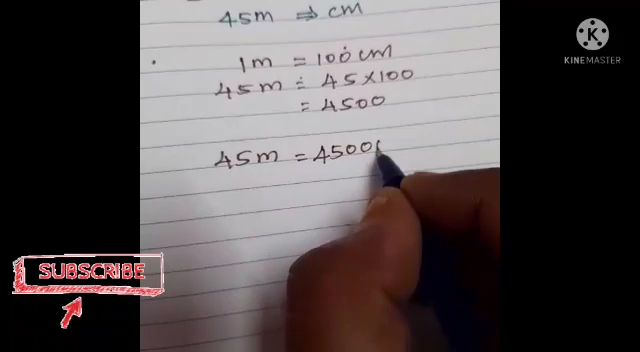 45m ⇒ cm
1m = 100 cm
45m = 45 × 100
= 4500
45m = 4500
K
KINEMASTER
SUBSCRIBE